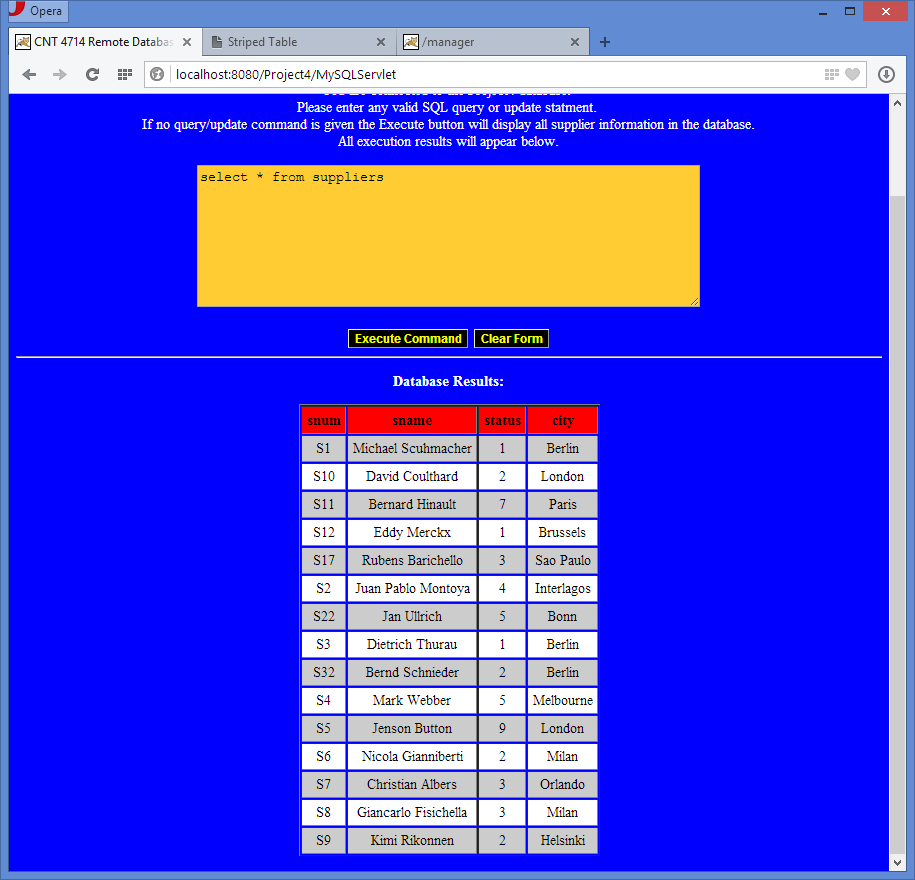 Opera
CNT 4714 Remote Databas
Striped Table
/manager
localhost:8080/Project4/MySQLServlet
Please enter any valid SQL query or update statment.
If no query/update command is given the Execute button will display all supplier information in the database.
All execution results will appear below.
select * from suppliers
Execute Command Clear Form
Database Results:
snum sname status city
S1 Michael Scuhmacher 1 Berlin
S10 David Coulthard 2 London
S11 Bernard Hinault 7 Paris
S12 Eddy Merckx 1 Brussels
S17 Rubens Barichello 3 Sao Paulo
S2 Juan Pablo Montoya 4 Interlagos
S22 Jan Ullrich 5 Bonn
S3 Dietrich Thurau 1 Berlin
S32 Bernd Schnieder 2 Berlin
S4 Mark Webber 5 Melbourne
S5 Jenson Button 9 London
S6 Nicola Gianniberti 2 Milan
S7 Christian Albers 3 Orlando
S8 Giancarlo Fisichella 3 Milan
S9 Kimi Rikonnen 2 Helsinki